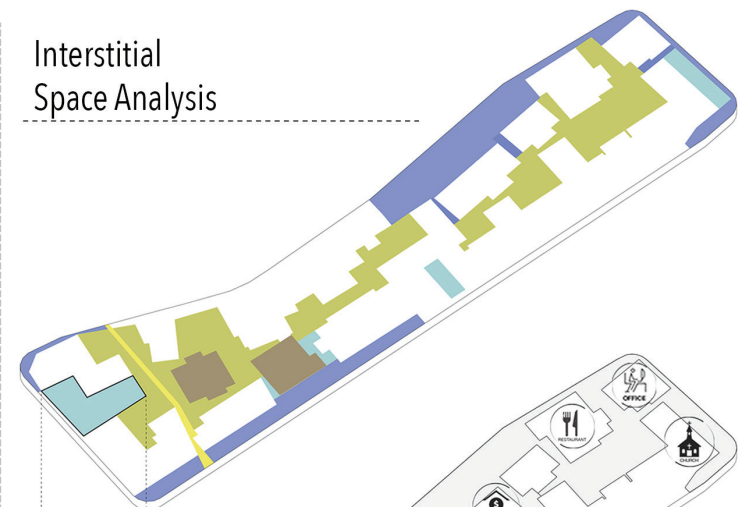 Interstitial
Space Analysis
OFFICE
RESTAURANT
CHURCH
$